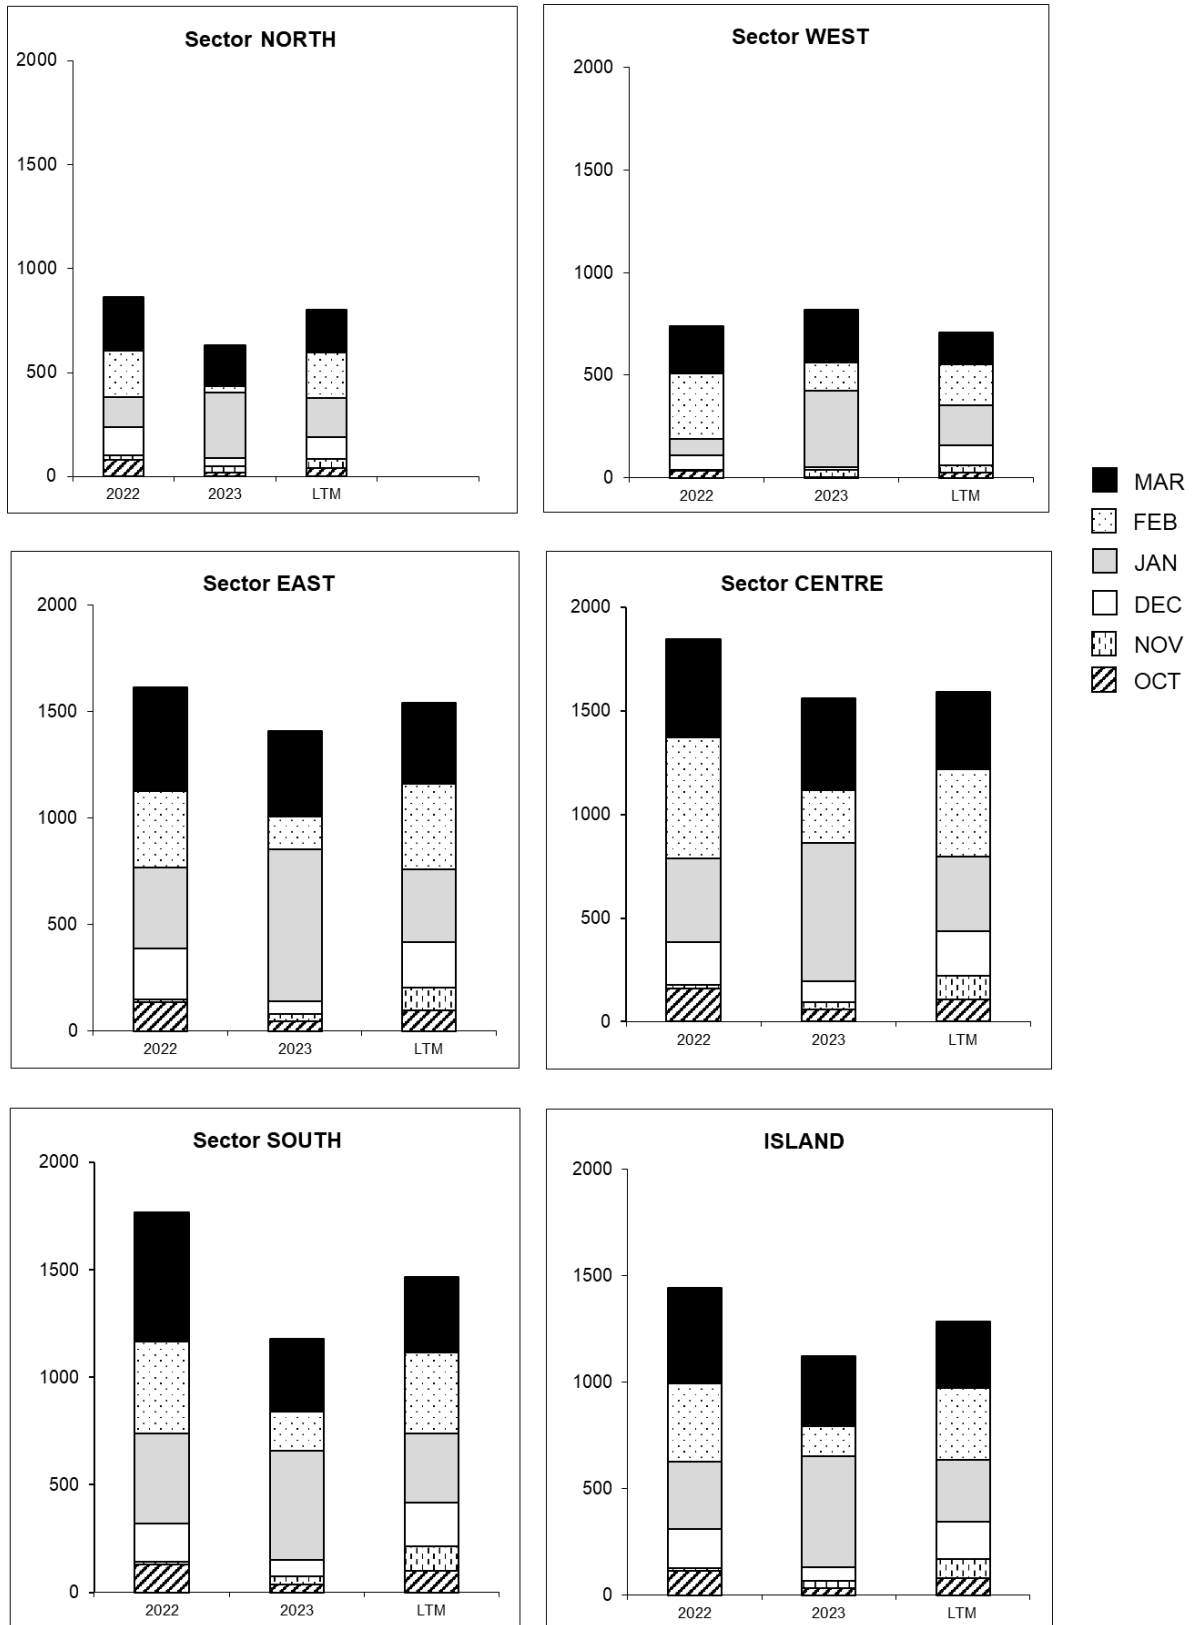 Sector NORTH
2000
1500
1000
500
0
2022 2023 LTM
Sector WEST
2000
1500
1000
500
0
2022 2023 LTM
MAR
FEB
JAN
DEC
NOV
OCT
Sector EAST
2000
1500
1000
500
0
2022 2023 LTM
Sector CENTRE
2000
1500
1000
500
0
2022 2023 LTM
Sector SOUTH
2000
1500
1000
500
0
2022 2023 LTM
ISLAND
2000
1500
1000
500
0
2022 2023 LTM